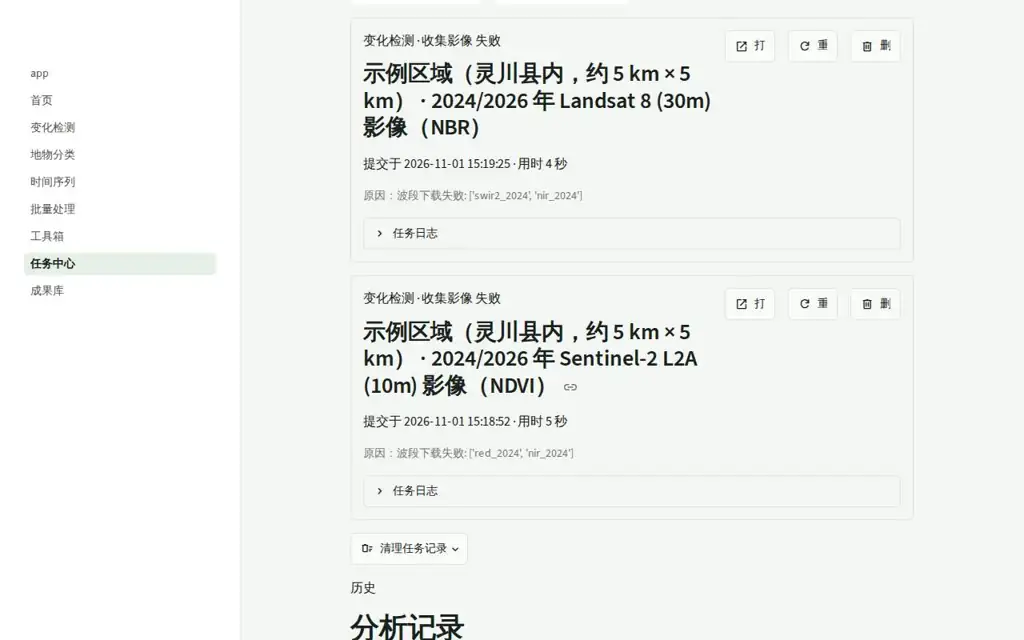 app
首页
变化检测
地物分类
时间序列
批量处理
工具箱
任务中心
成果库
变化检测 · 收集影像 失败
打
重
删
示例区域（灵川县内，约 5 km × 5
km） · 2024/2026 年 Landsat 8 (30m)
影像（NBR）
提交于 2026-11-01 15:19:25 · 用时 4 秒
原因：波段下载失败: ['swir2_2024', 'nir_2024']
任务日志
变化检测 · 收集影像 失败
打
重
删
示例区域（灵川县内，约 5 km × 5
km） · 2024/2026 年 Sentinel-2 L2A
(10m) 影像（NDVI）
提交于 2026-11-01 15:18:52 · 用时 5 秒
原因：波段下载失败: ['red_2024', 'nir_2024']
任务日志
清理任务记录
历史
分析记录